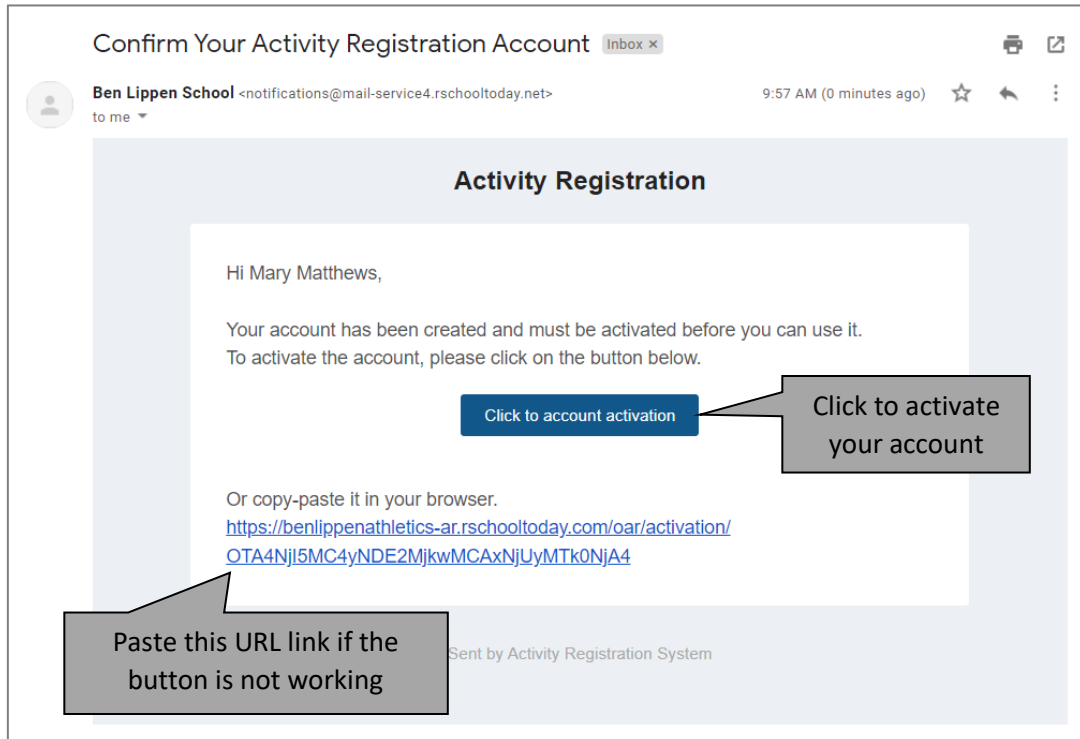 Confirm Your Activity Registration Account Inbox ×
Ben Lippen School <notifications@mail-service4.rschooltoday.net> 9:57 AM (0 minutes ago)
to me
Activity Registration
Hi Mary Matthews,
Your account has been created and must be activated before you can use it.
To activate the account, please click on the button below.
Click to account activation
Click to activate
your account
Or copy-paste it in your browser.
https://benlippenathletics-ar.rschooltoday.com/oar/activation/
OTA4NjI5MC4yNDE2MjkwMCAxNjUyMTk0NjA4
Paste this URL link if the
button is not working
Sent by Activity Registration System